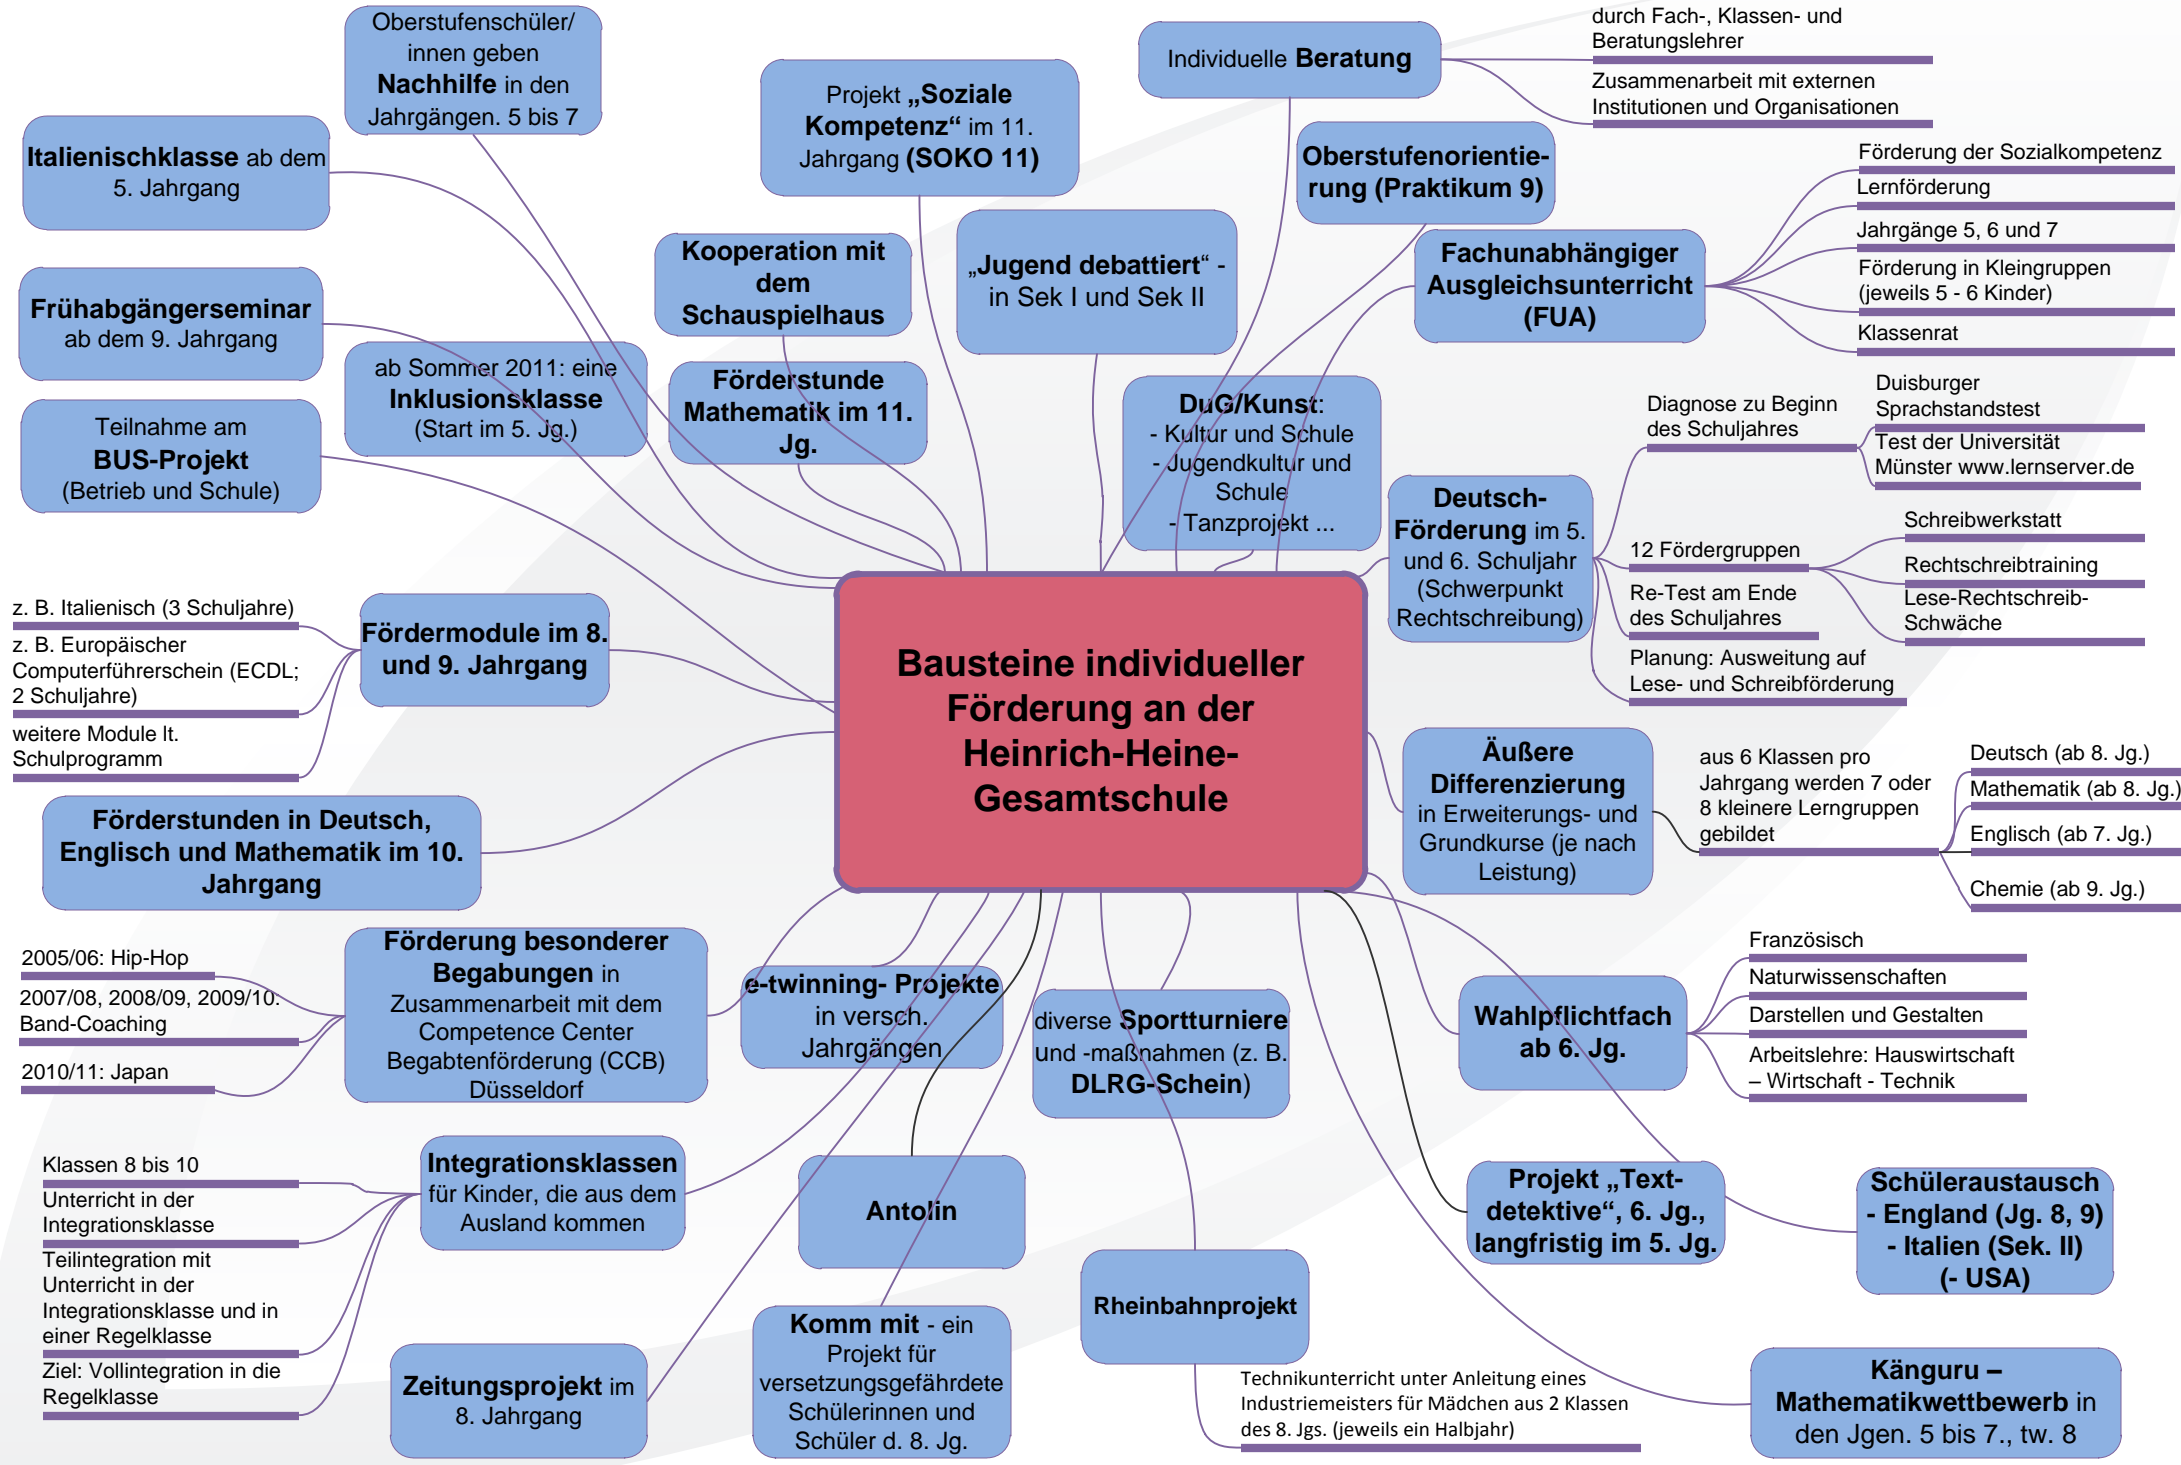 Bausteine individueller
Förderung an der
Heinrich-Heine-
Gesamtschule
Oberstufenschüler/
innen geben
Nachhilfe in den
Jahrgängen. 5 bis 7
Italienischklasse ab dem
5. Jahrgang
Frühabgängerseminar
ab dem 9. Jahrgang
Teilnahme am
BUS-Projekt
(Betrieb und Schule)
ab Sommer 2011: eine
Inklusionsklasse
(Start im 5. Jg.)
Projekt „Soziale
Kompetenz“ im 11.
Jahrgang (SOKO 11)
Kooperation mit
dem
Schauspielhaus
Förderstunde
Mathematik im 11.
Jg.
„Jugend debattiert“ -
in Sek I und Sek II
Individuelle Beratung
durch Fach-, Klassen- und
Beratungslehrer
Zusammenarbeit mit externen
Institutionen und Organisationen
Oberstufenorientie-
rung (Praktikum 9)
Fachunabhängiger
Ausgleichsunterricht
(FUA)
Förderung der Sozialkompetenz
Lernförderung
Jahrgänge 5, 6 und 7
Förderung in Kleingruppen
(jeweils 5 - 6 Kinder)
Klassenrat
DuG/Kunst:
- Kultur und Schule
- Jugendkultur und
Schule
- Tanzprojekt ...
Deutsch-
Förderung im 5.
und 6. Schuljahr
(Schwerpunkt
Rechtschreibung)
Diagnose zu Beginn
des Schuljahres
Duisburger
Sprachstandstest
Test der Universität
Münster www.lernserver.de
12 Fördergruppen
Schreibwerkstatt
Rechtschreibtraining
Lese-Rechtschreib-
Schwäche
Re-Test am Ende
des Schuljahres
Planung: Ausweitung auf
Lese- und Schreibförderung
Äußere
Differenzierung
in Erweiterungs- und
Grundkurse (je nach
Leistung)
aus 6 Klassen pro
Jahrgang werden 7 oder
8 kleinere Lerngruppen
gebildet
Deutsch (ab 8. Jg.)
Mathematik (ab 8. Jg.)
Englisch (ab 7. Jg.)
Chemie (ab 9. Jg.)
Wahlpflichtfach
ab 6. Jg.
Französisch
Naturwissenschaften
Darstellen und Gestalten
Arbeitslehre: Hauswirtschaft
– Wirtschaft - Technik
Schüleraustausch
- England (Jg. 8, 9)
- Italien (Sek. II)
(- USA)
Projekt „Text-
detektive“, 6. Jg.,
langfristig im 5. Jg.
Känguru –
Mathematikwettbewerb in
den Jgen. 5 bis 7., tw. 8
Rheinbahnprojekt
Technikunterricht unter Anleitung eines
Industriemeisters für Mädchen aus 2 Klassen
des 8. Jgs. (jeweils ein Halbjahr)
diverse Sportturniere
und -maßnahmen (z. B.
DLRG-Schein)
Komm mit - ein
Projekt für
versetzungsgefährdete
Schülerinnen und
Schüler d. 8. Jg.
Antolin
e-twinning- Projekte
in versch.
Jahrgängen
Zeitungsprojekt im
8. Jahrgang
Integrationsklassen
für Kinder, die aus dem
Ausland kommen
Klassen 8 bis 10
Unterricht in der
Integrationsklasse
Teilintegration mit
Unterricht in der
Integrationsklasse und in
einer Regelklasse
Ziel: Vollintegration in die
Regelklasse
Förderung besonderer
Begabungen in
Zusammenarbeit mit dem
Competence Center
Begabtenförderung (CCB)
Düsseldorf
2005/06: Hip-Hop
2007/08, 2008/09, 2009/10:
Band-Coaching
2010/11: Japan
Förderstunden in Deutsch,
Englisch und Mathematik im 10.
Jahrgang
Fördermodule im 8.
und 9. Jahrgang
z. B. Italienisch (3 Schuljahre)
z. B. Europäischer
Computerführerschein (ECDL;
2 Schuljahre)
weitere Module lt.
Schulprogramm